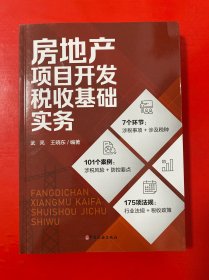 房地产
项目开发
税收基础
实务
武凤 王晓东/编著
7个环节：
涉税事项+涉及税种
101个案例：
涉税风险+防控要点
175项法规：
行业法规+税收政策
FANGDICHAN
XIANGMU KAIFA
SHUISHOU JICHU
SHIWU